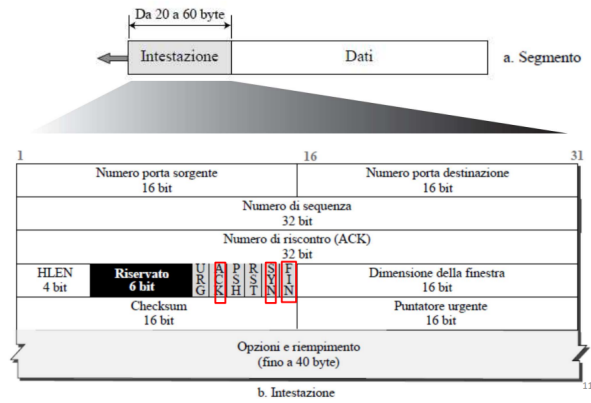 Da 20 a 60 byte
Intestazione Dati a. Segmento
1 16 31
Numero porta sorgente Numero porta destinazione
16 bit 16 bit
Numero di sequenza
32 bit
Numero di riscontro (ACK)
32 bit
HLEN Riservato URG ACK PSH RST SYN FIN Dimensione della finestra
4 bit 6 bit 16 bit
Checksum Puntatore urgente
16 bit 16 bit
Opzioni e riempimento
(fino a 40 byte)
b. Intestazione
11